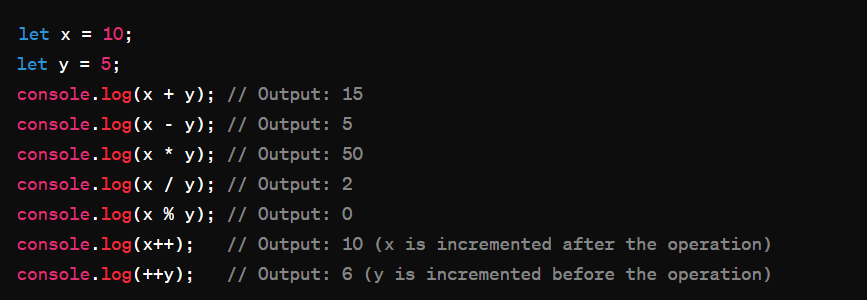 let x = 10;
let y = 5;
console.log(x + y); // Output: 15
console.log(x - y); // Output: 5
console.log(x * y); // Output: 50
console.log(x / y); // Output: 2
console.log(x % y); // Output: 0
console.log(x++);   // Output: 10 (x is incremented after the operation)
console.log(++y);   // Output: 6 (y is incremented before the operation)